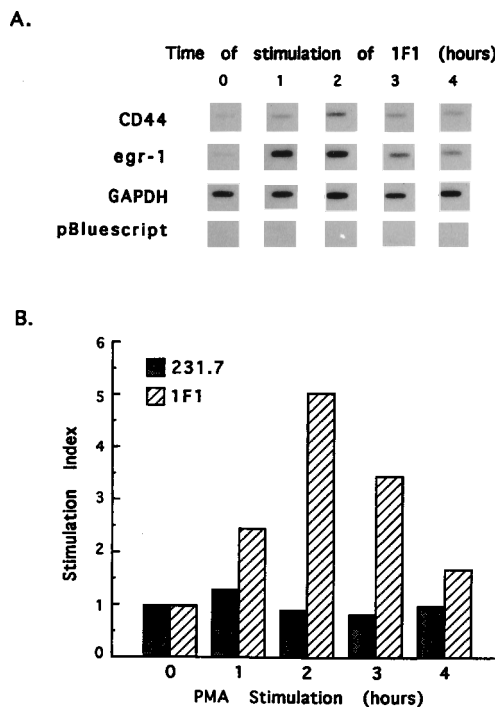 A.
Time of stimulation of 1F1 (hours)
0 1 2 3 4
CD44
egr-1
GAPDH
pBluescript
B.
6
5
4
3
2
1
0
Stimulation Index
231.7
1F1
0 1 2 3 4
PMA Stimulation (hours)